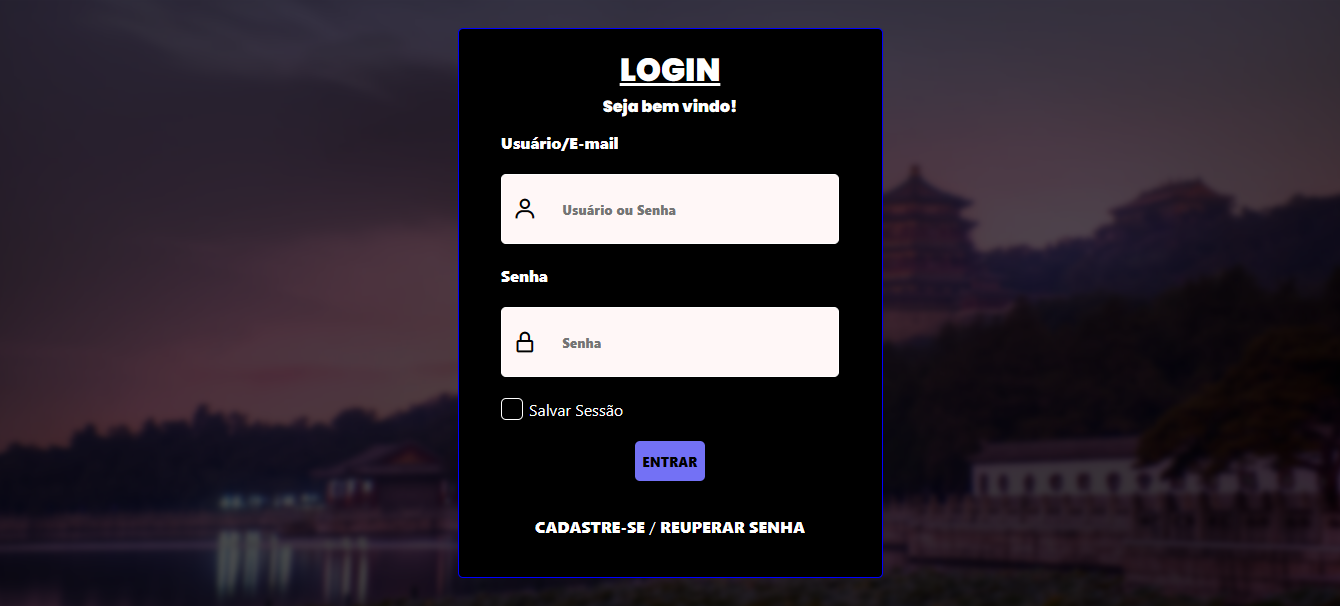 LOGIN
Seja bem vindo!
Usuário/E-mail
Usuário ou Senha
Senha
Senha
Salvar Sessão
ENTRAR
CADASTRE-SE / REUPERAR SENHA